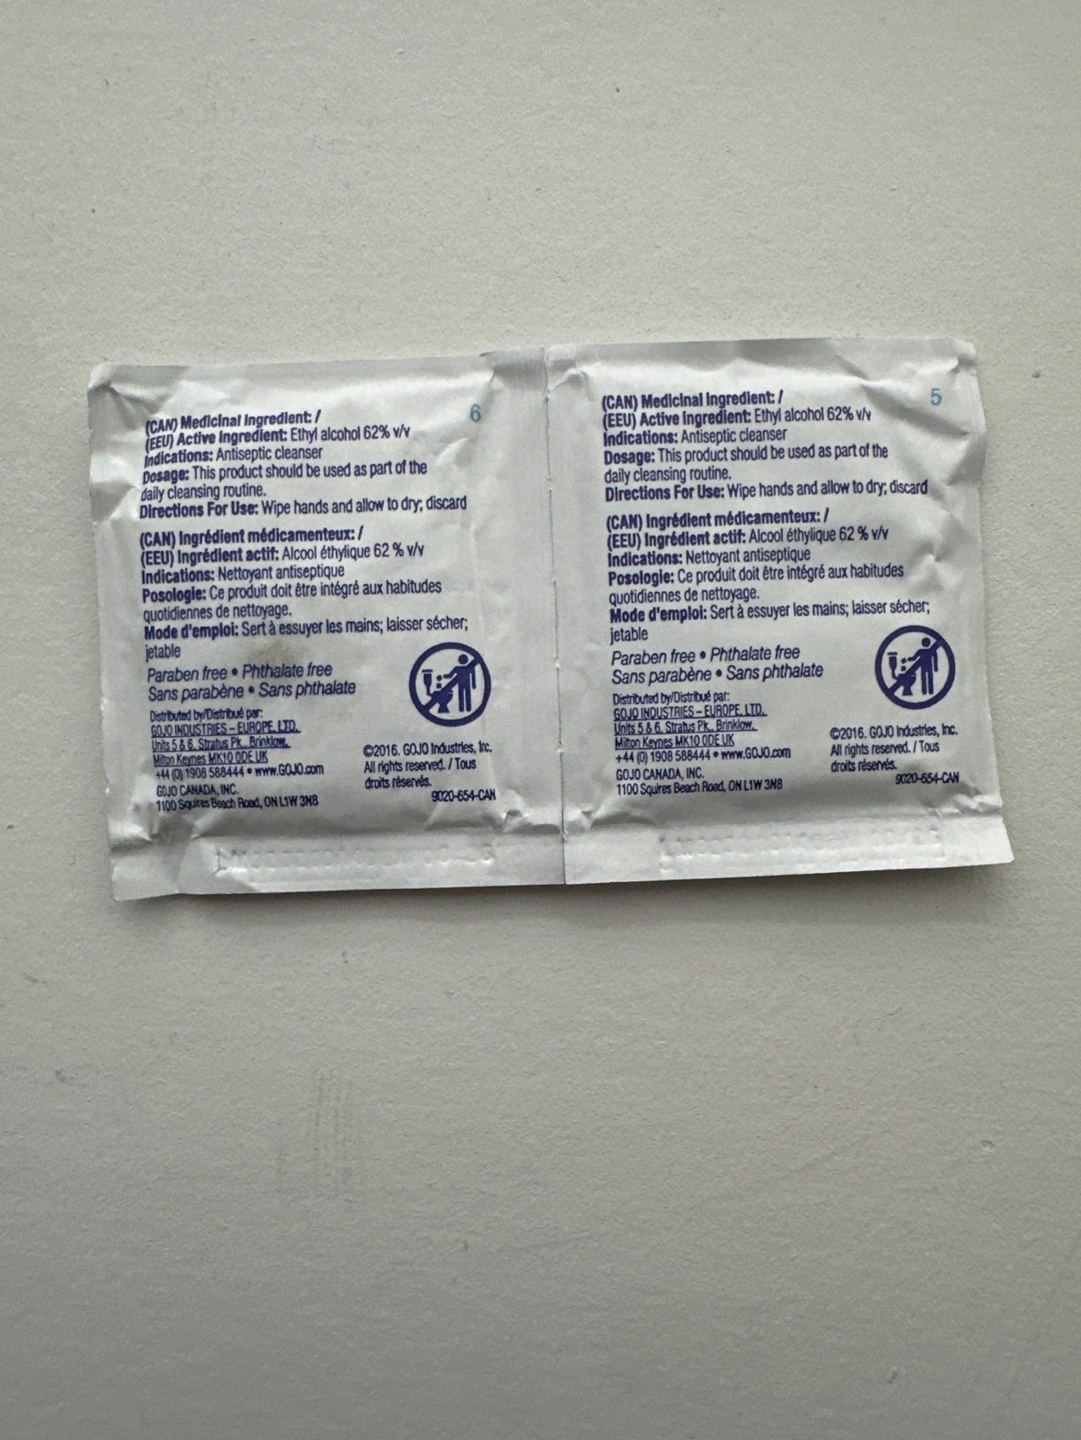 6
(CAN) Medicinal Ingredient: /
(EEU) Active Ingredient: Ethyl alcohol 62% v/v
Indications: Antiseptic cleanser
Dosage: This product should be used as part of the
daily cleansing routine.
Directions For Use: Wipe hands and allow to dry; discard
(CAN) Ingrédient médicamenteux: /
(EEU) Ingrédient actif: Alcool éthylique 62 % v/v
Indications: Nettoyant antiseptique
Posologie: Ce produit doit être intégré aux habitudes
quotidiennes de nettoyage.
Mode d'emploi: Sert à essuyer les mains; laisser sécher;
jetable
Paraben free • Phthalate free
Sans parabène • Sans phthalate
Distributed by/Distribué par:
GOJO INDUSTRIES – EUROPE, LTD.
Units 5 & 6, Stratus Pk., Brinklow,
Milton Keynes MK10 0DE UK
+44 (0) 1908 588444 • www.GOJO.com
GOJO CANADA, INC.
1100 Squires Beach Road, ON L1W 3N8
©2016. GOJO Industries, Inc.
All rights reserved. / Tous
droits réservés.
9020-654-CAN
5
(CAN) Medicinal Ingredient: /
(EEU) Active Ingredient: Ethyl alcohol 62% v/v
Indications: Antiseptic cleanser
Dosage: This product should be used as part of the
daily cleansing routine.
Directions For Use: Wipe hands and allow to dry; discard
(CAN) Ingrédient médicamenteux: /
(EEU) Ingrédient actif: Alcool éthylique 62 % v/v
Indications: Nettoyant antiseptique
Posologie: Ce produit doit être intégré aux habitudes
quotidiennes de nettoyage.
Mode d'emploi: Sert à essuyer les mains; laisser sécher;
jetable
Paraben free • Phthalate free
Sans parabène • Sans phthalate
Distributed by/Distribué par:
GOJO INDUSTRIES – EUROPE, LTD.
Units 5 & 6, Stratus Pk., Brinklow,
Milton Keynes MK10 0DE UK
+44 (0) 1908 588444 • www.GOJO.com
GOJO CANADA, INC.
1100 Squires Beach Road, ON L1W 3N8
©2016. GOJO Industries, Inc.
All rights reserved. / Tous
droits réservés.
9020-654-CAN